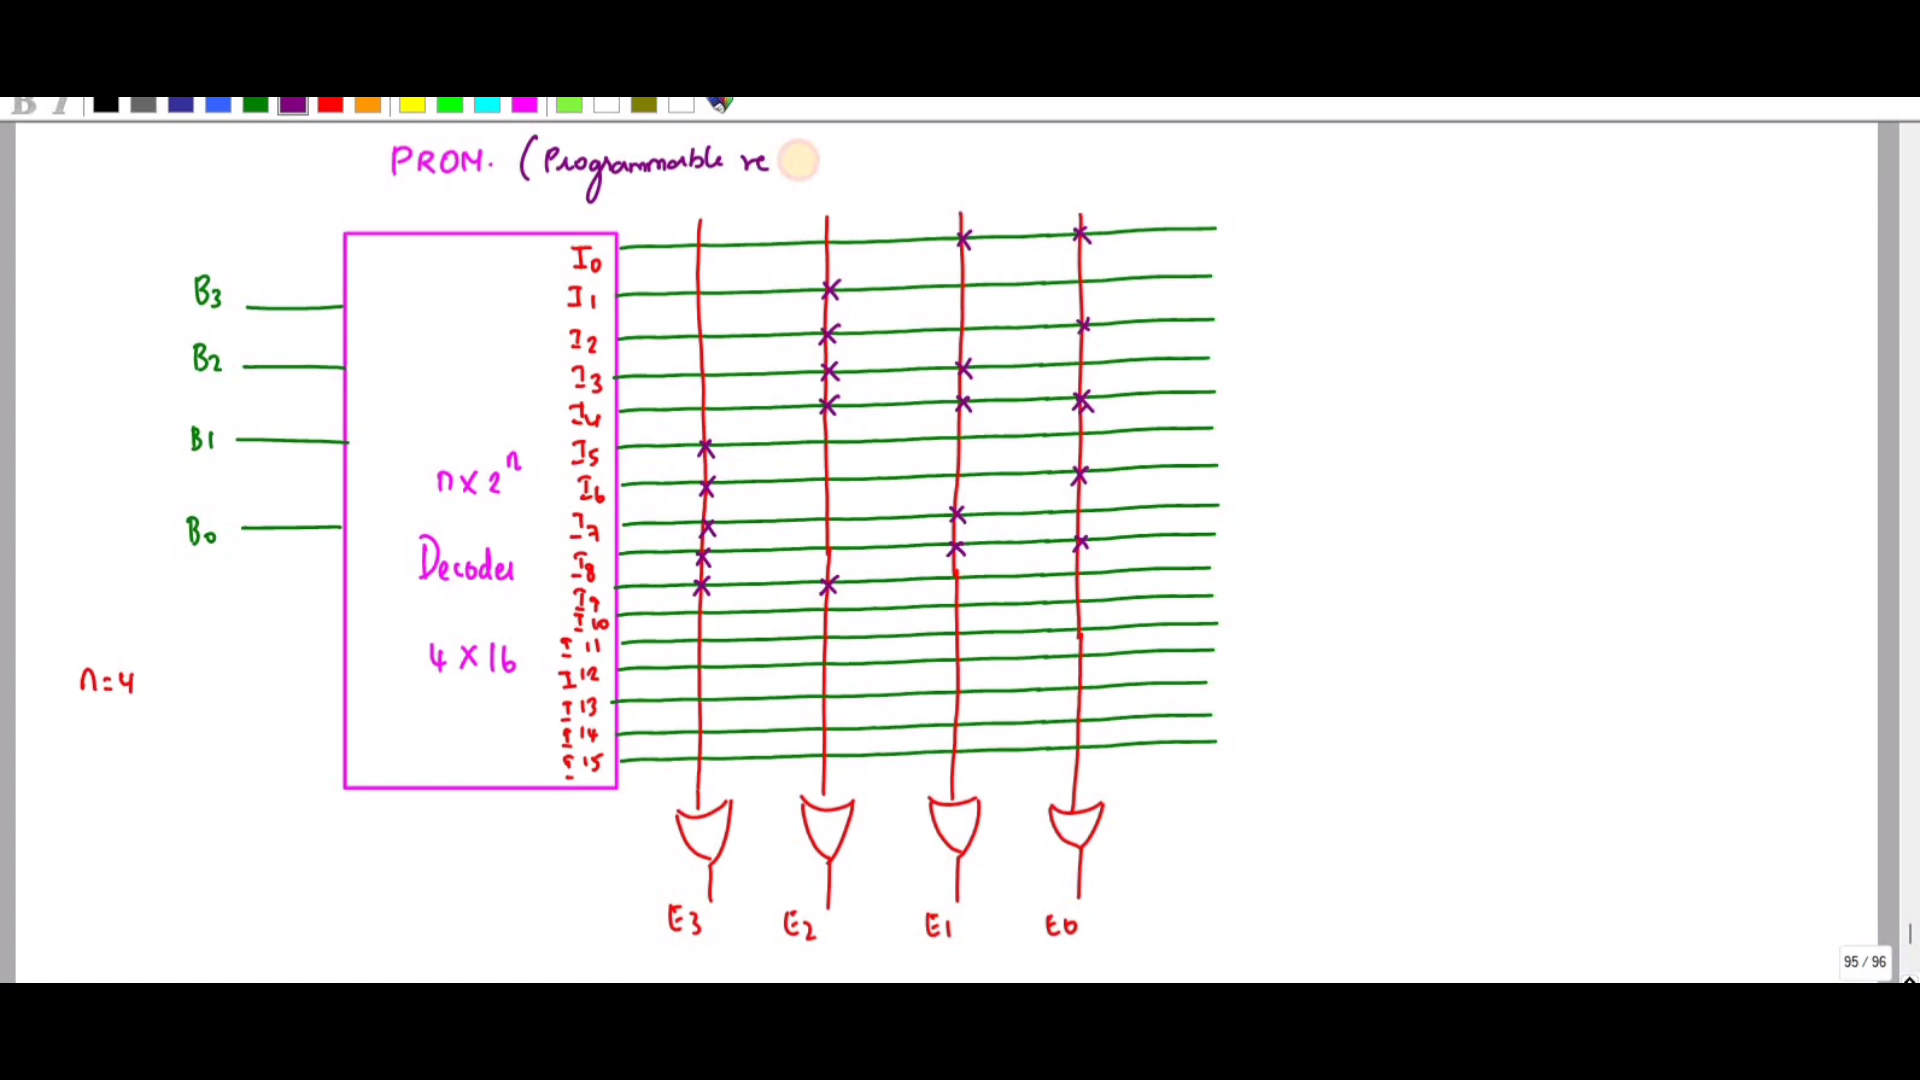 B I
PROM. (Programmable re
B3
B2
B1
B0
n=4
n x 2^n
Decoder
4 x 16
I0
I1
I2
I3
I4
I5
I6
I7
I8
I9
I10
I11
I12
I13
I14
I15
E3 E2 E1 E0
95 / 96